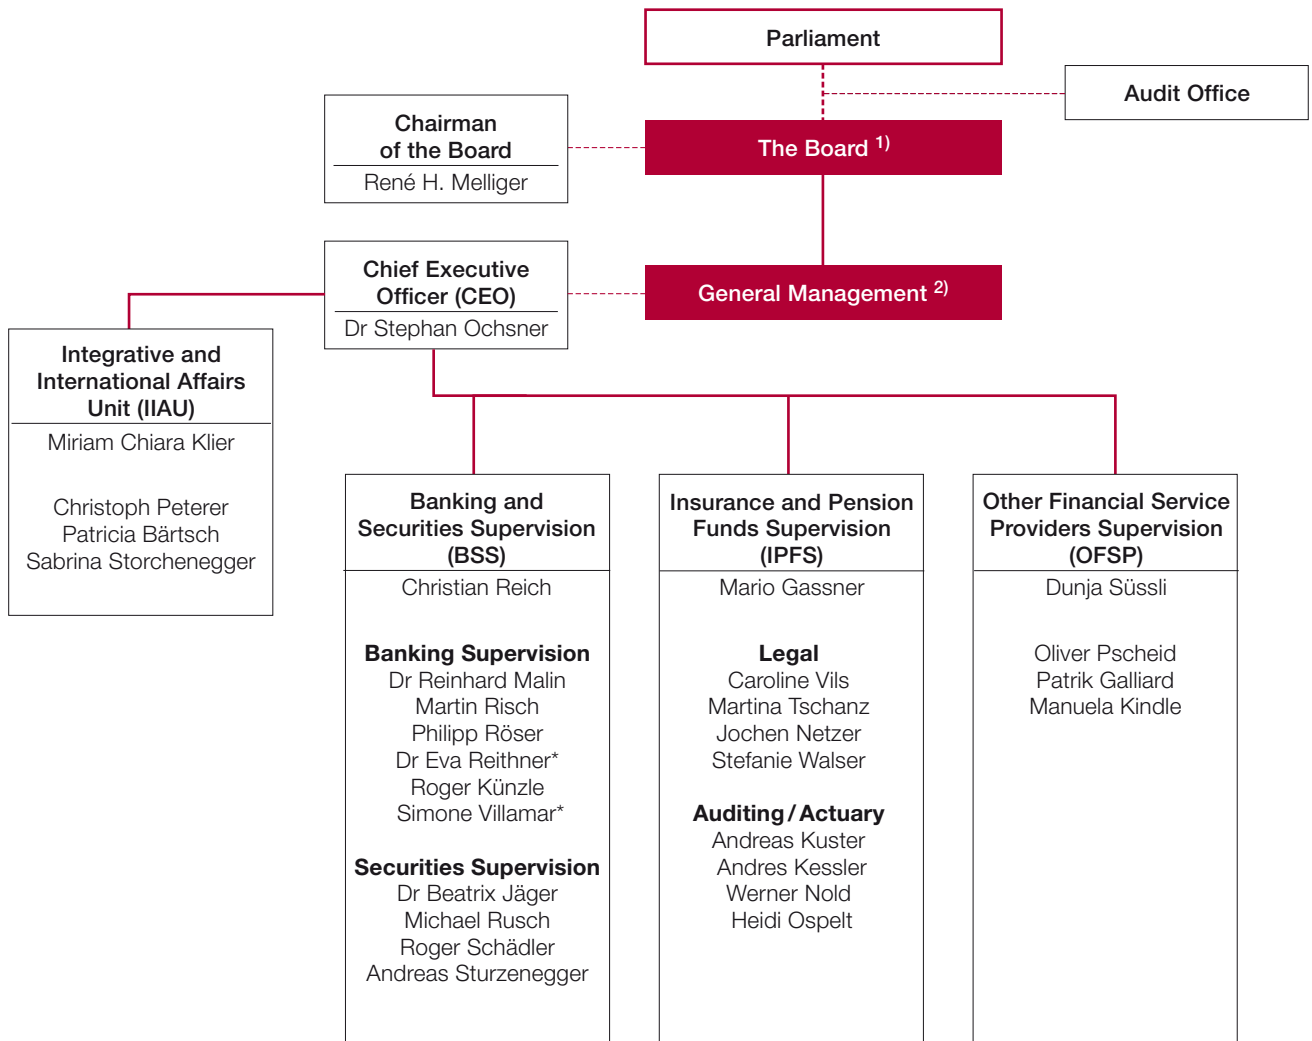 Parliament
Audit Office
Chairman
of the Board
René H. Melliger
The Board 1)
Chief Executive
Officer (CEO)
Dr Stephan Ochsner
General Management 2)
Integrative and
International Affairs
Unit (IIAU)
Miriam Chiara Klier
Christoph Peterer
Patricia Bärtsch
Sabrina Storchenegger
Banking and
Securities Supervision
(BSS)
Christian Reich
Banking Supervision
Dr Reinhard Malin
Martin Risch
Philipp Röser
Dr Eva Reithner*
Roger Künzle
Simone Villamar*
Securities Supervision
Dr Beatrix Jäger
Michael Rusch
Roger Schädler
Andreas Sturzenegger
Insurance and Pension
Funds Supervision
(IPFS)
Mario Gassner
Legal
Caroline Vils
Martina Tschanz
Jochen Netzer
Stefanie Walser
Auditing / Actuary
Andreas Kuster
Andres Kessler
Werner Nold
Heidi Ospelt
Other Financial Service
Providers Supervision
(OFSP)
Dunja Süssli
Oliver Pscheid
Patrik Galliard
Manuela Kindle